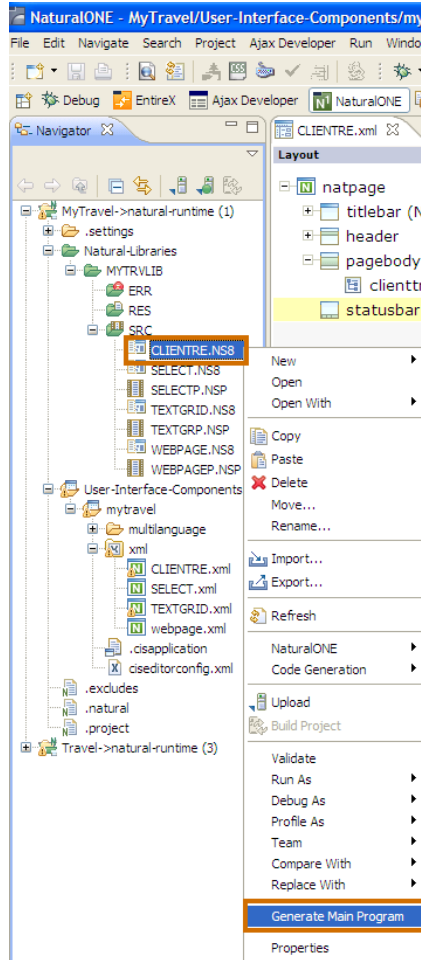 NaturalONE - MyTravel/User-Interface-Components/my
File Edit Navigate Search Project Ajax Developer Run Windo
Debug EntireX Ajax Developer NaturalONE
Navigator CLIENTRE.xml
Layout
natpage
titlebar (N
header
pagebody
clienttr
statusbar
MyTravel->natural-runtime (1)
.settings
Natural-Libraries
MYTRVLIB
ERR
RES
SRC
CLIENTRE.NS8
SELECT.NS8
SELECTP.NSP
TEXTGRID.NS8
TEXTGRP.NSP
WEBPAGE.NS8
WEBPAGEP.NSP
User-Interface-Components
mytravel
multilanguage
xml
CLIENTRE.xml
SELECT.xml
TEXTGRID.xml
webpage.xml
.cisapplication
ciseditorconfig.xml
.excludes
.natural
.project
Travel->natural-runtime (3)
New
Open
Open With
Copy
Paste
Delete
Move...
Rename...
Import...
Export...
Refresh
NaturalONE
Code Generation
Upload
Build Project
Validate
Run As
Debug As
Profile As
Team
Compare With
Replace With
Generate Main Program
Properties